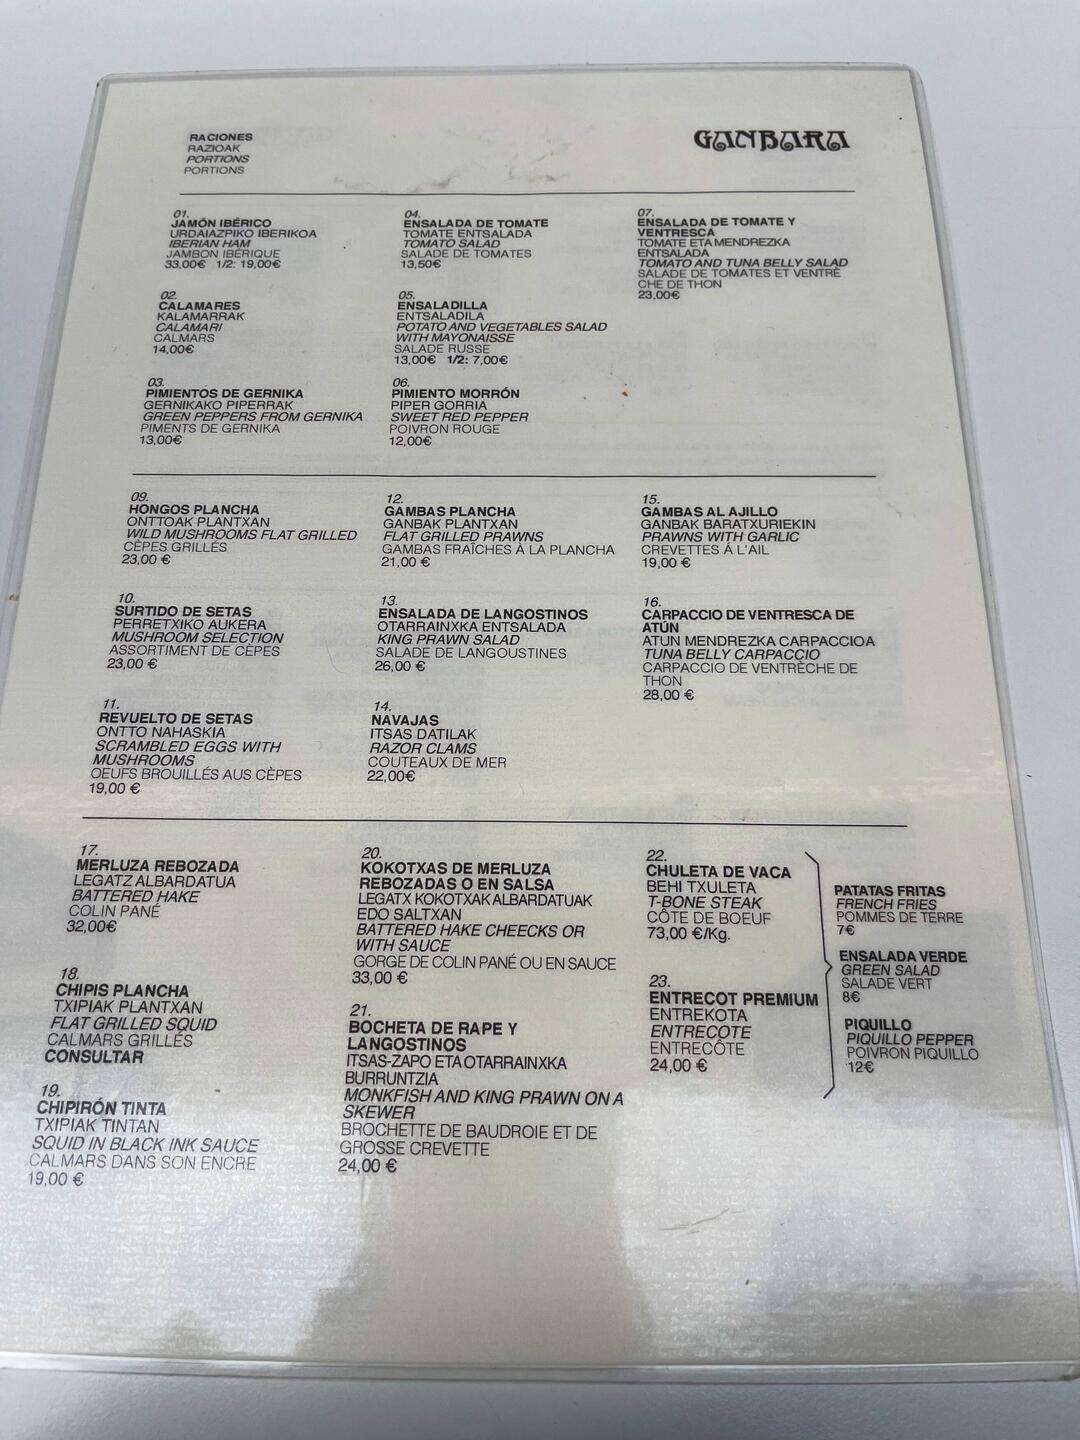 RACIONES
RAZIOAK
PORTIONS
PORTIONS
GANBARA
01.
JAMÓN IBÉRICO
URDAIAZPIKO IBERIKOA
IBERIAN HAM
JAMBON IBÉRIQUE
33,00€ 1/2: 19,00€
02.
CALAMARES
KALAMARRAK
CALAMARI
CALMARS
14,00€
03.
PIMIENTOS DE GERNIKA
GERNIKAKO PIPERRAK
GREEN PEPPERS FROM GERNIKA
PIMENTS DE GERNIKA
13,00€
04.
ENSALADA DE TOMATE
TOMATE ENTSALADA
TOMATO SALAD
SALADE DE TOMATES
13,50€
05.
ENSALADILLA
ENTSALADILA
POTATO AND VEGETABLES SALAD
WITH MAYONAISSE
SALADE RUSSE
13,00€ 1/2: 7,00€
06.
PIMIENTO MORRÓN
PIPER GORRIA
SWEET RED PEPPER
POIVRON ROUGE
12,00€
07.
ENSALADA DE TOMATE Y
VENTRESCA
TOMATE ETA MENDREZKA
ENTSALADA
TOMATO AND TUNA BELLY SALAD
SALADE DE TOMATES ET VENTRÈ
CHE DE THON
23,00€
09.
HONGOS PLANCHA
ONTTOAK PLANTXAN
WILD MUSHROOMS FLAT GRILLED
CÈPES GRILLÉS
23,00 €
10.
SURTIDO DE SETAS
PERRETXIKO AUKERA
MUSHROOM SELECTION
ASSORTIMENT DE CÈPES
23,00 €
11.
REVUELTO DE SETAS
ONTTO NAHASKIA
SCRAMBLED EGGS WITH
MUSHROOMS
OEUFS BROUILLÉS AUS CÈPES
19,00 €
12.
GAMBAS PLANCHA
GANBAK PLANTXAN
FLAT GRILLED PRAWNS
GAMBAS FRAÎCHES À LA PLANCHA
21,00 €
13.
ENSALADA DE LANGOSTINOS
OTARRAINXKA ENTSALADA
KING PRAWN SALAD
SALADE DE LANGOUSTINES
26,00 €
14.
NAVAJAS
ITSAS DATILAK
RAZOR CLAMS
COUTEAUX DE MER
22,00€
15.
GAMBAS AL AJILLO
GANBAK BARATXURIEKIN
PRAWNS WITH GARLIC
CREVETTES Á L'AIL
19,00 €
16.
CARPACCIO DE VENTRESCA DE
ATÚN
ATUN MENDREZKA CARPACCIOA
TUNA BELLY CARPACCIO
CARPACCIO DE VENTRÈCHE DE
THON
28,00 €
17.
MERLUZA REBOZADA
LEGATZ ALBARDATUA
BATTERED HAKE
COLIN PANÉ
32,00€
18.
CHIPIS PLANCHA
TXIPIAK PLANTXAN
FLAT GRILLED SQUID
CALMARS GRILLÉS
CONSULTAR
19.
CHIPIRÓN TINTA
TXIPIAK TINTAN
SQUID IN BLACK INK SAUCE
CALMARS DANS SON ENCRE
19,00 €
20.
KOKOTXAS DE MERLUZA
REBOZADAS O EN SALSA
LEGATX KOKOTXAK ALBARDATUAK
EDO SALTXAN
BATTERED HAKE CHEECKS OR
WITH SAUCE
GORGE DE COLIN PANÉ OU EN SAUCE
33,00 €
21.
BOCHETA DE RAPE Y
LANGOSTINOS
ITSAS-ZAPO ETA OTARRAINXKA
BURRUNTZIA
MONKFISH AND KING PRAWN ON A
SKEWER
BROCHETTE DE BAUDROIE ET DE
GROSSE CREVETTE
24,00 €
22.
CHULETA DE VACA
BEHI TXULETA
T-BONE STEAK
CÔTE DE BOEUF
73,00 €/Kg.
23.
ENTRECOT PREMIUM
ENTREKOTA
ENTRECOTE
ENTRECÔTE
24,00 €
PATATAS FRITAS
FRENCH FRIES
POMMES DE TERRE
7€
ENSALADA VERDE
GREEN SALAD
SALADE VERT
8€
PIQUILLO
PIQUILLO PEPPER
POIVRON PIQUILLO
12€